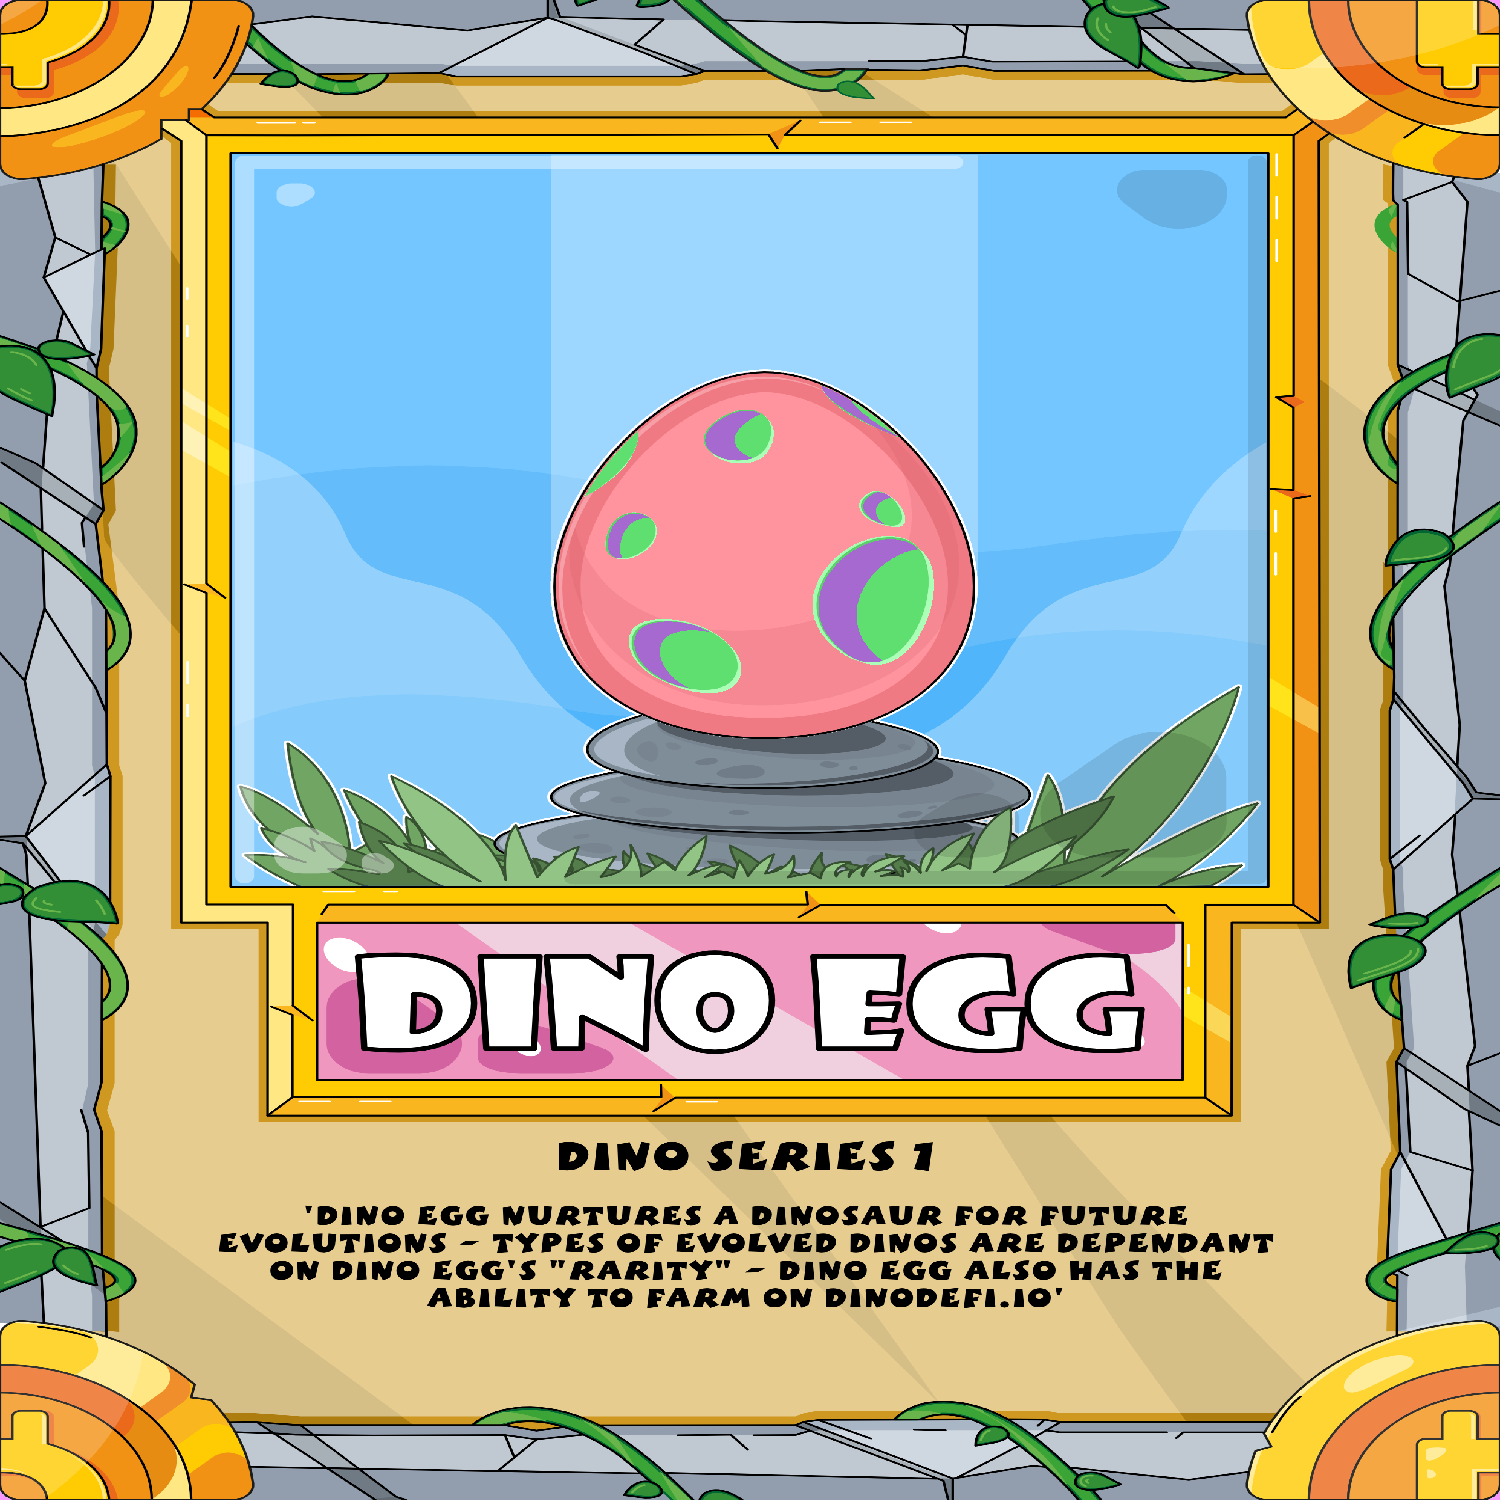 DINO EGG
DINO SERIES 1
'DINO EGG NURTURES A DINOSAUR FOR FUTURE
EVOLUTIONS - TYPES OF EVOLVED DINOS ARE DEPENDANT
ON DINO EGG'S "RARITY" - DINO EGG ALSO HAS THE
ABILITY TO FARM ON DINODEFI.IO'